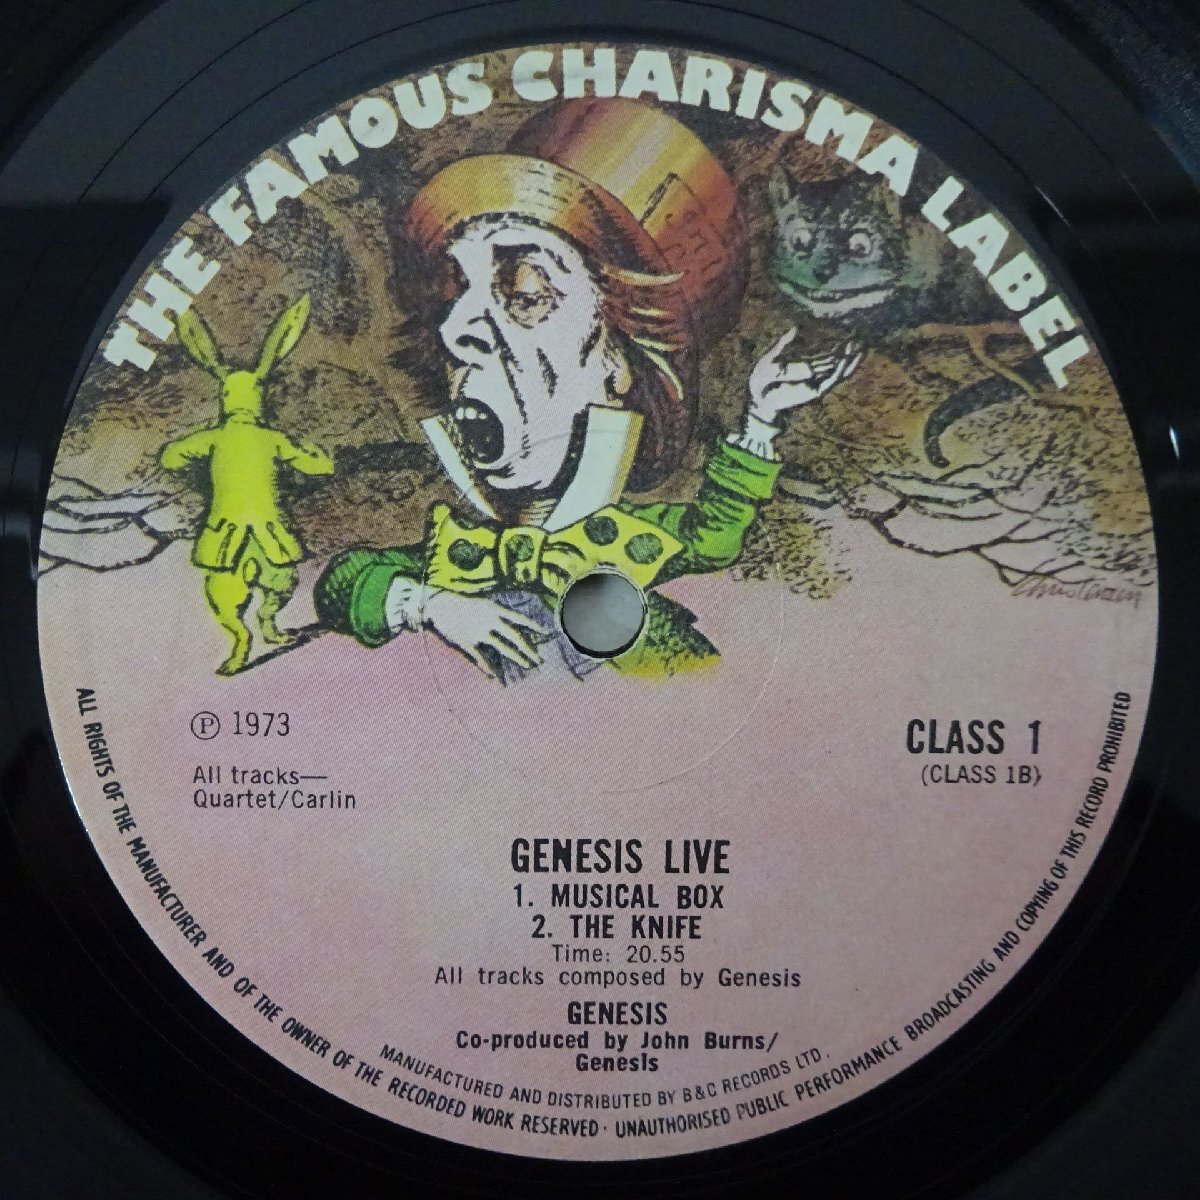 THE FAMOUS CHARISMA LABEL
Christensen
℗ 1973
All tracks—
Quartet/Carlin
CLASS 1
(CLASS 1B)
GENESIS LIVE
1. MUSICAL BOX
2. THE KNIFE
Time: 20.55
All tracks composed by Genesis
GENESIS
Co-produced by John Burns/
Genesis
MANUFACTURED AND DISTRIBUTED BY B&C RECORDS LTD.
ALL RIGHTS OF THE MANUFACTURER AND OF THE OWNER OF THE RECORDED WORK RESERVED · UNAUTHORISED PUBLIC PERFORMANCE BROADCASTING AND COPYING OF THIS RECORD PROHIBITED